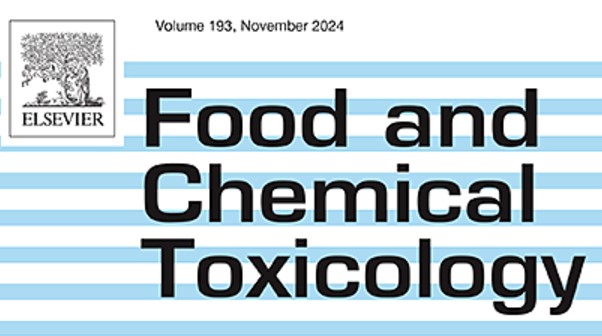 Volume 193, November 2024
ELSEVIER
Food and
Chemical
Toxicology